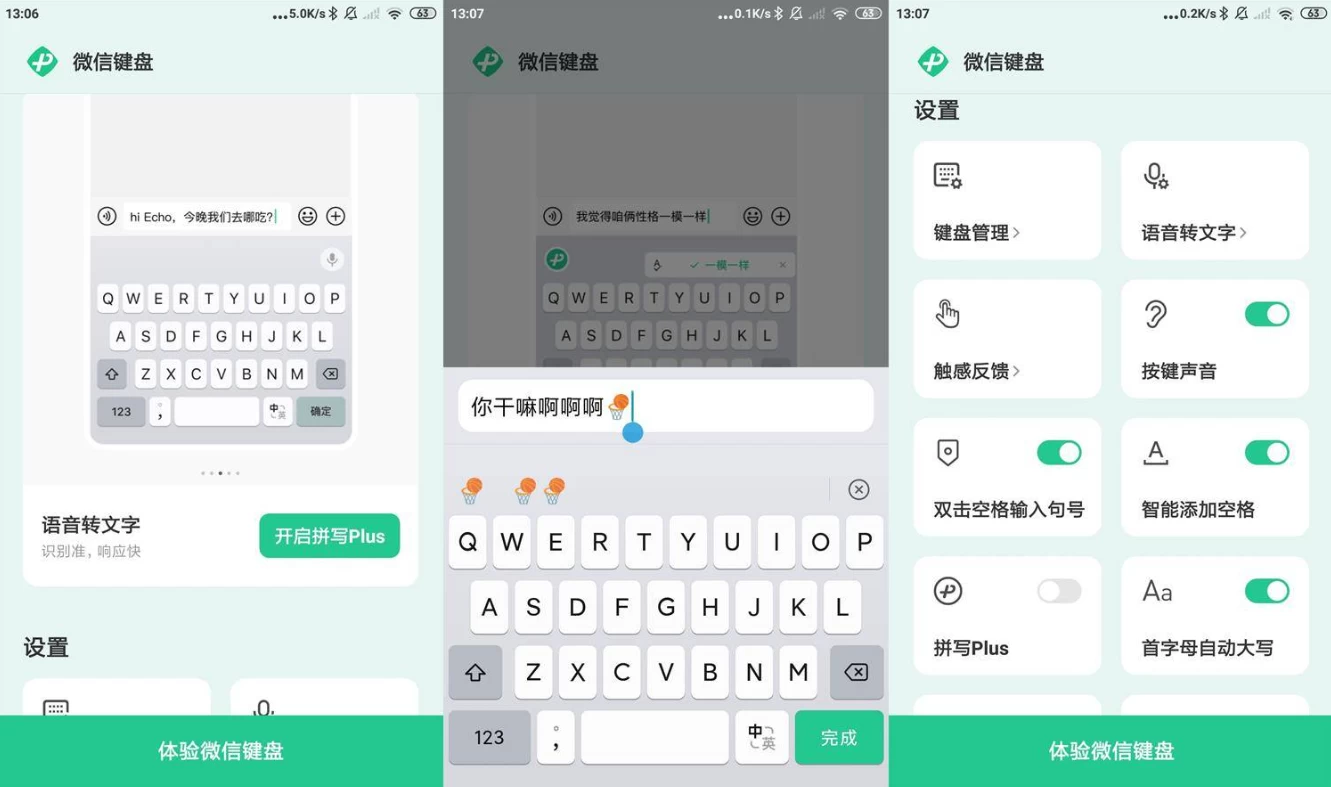 13:06
...5.0K/s
63
微信键盘
hi Echo，今晚我们去哪吃?
Q W E R T Y U I O P
A S D F G H J K L
Z X C V B N M
123
，
中
英
确定
语音转文字
识别准，响应快
开启拼写Plus
设置
体验微信键盘
13:07
...0.1K/s
63
微信键盘
我觉得咱俩性格一模一样
A
一模一样
Q W E R T Y U I O P
A S D F G H J K L
你干嘛啊啊啊🏀
Q W E R T Y U I O P
A S D F G H J K L
Z X C V B N M
123
。
，
中
英
完成
13:07
...0.2K/s
63
微信键盘
设置
键盘管理>
语音转文字>
触感反馈>
按键声音
A
双击空格输入句号
智能添加空格
Aa
拼写Plus
首字母自动大写
体验微信键盘